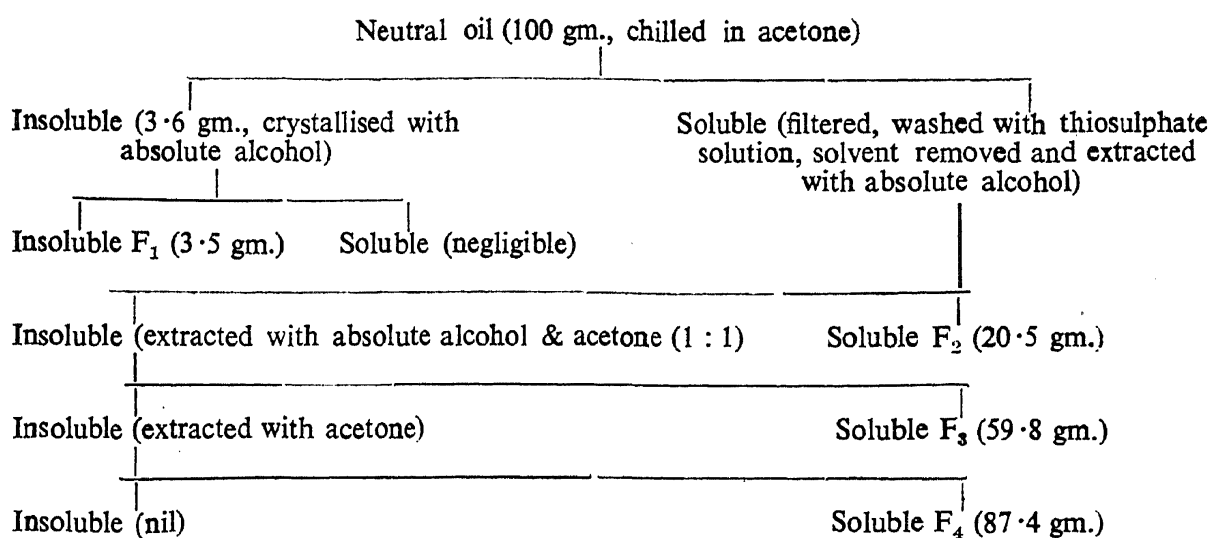 Neutral oil (100 gm., chilled in acetone)
Insoluble (3·6 gm., crystallised with
absolute alcohol)
Soluble (filtered, washed with thiosulphate
solution, solvent removed and extracted
with absolute alcohol)
Insoluble F₁ (3·5 gm.) Soluble (negligible)
Insoluble (extracted with absolute alcohol & acetone (1 : 1) Soluble F₂ (20·5 gm.)
Insoluble (extracted with acetone) Soluble F₃ (59·8 gm.)
Insoluble (nil) Soluble F₄ (87·4 gm.)